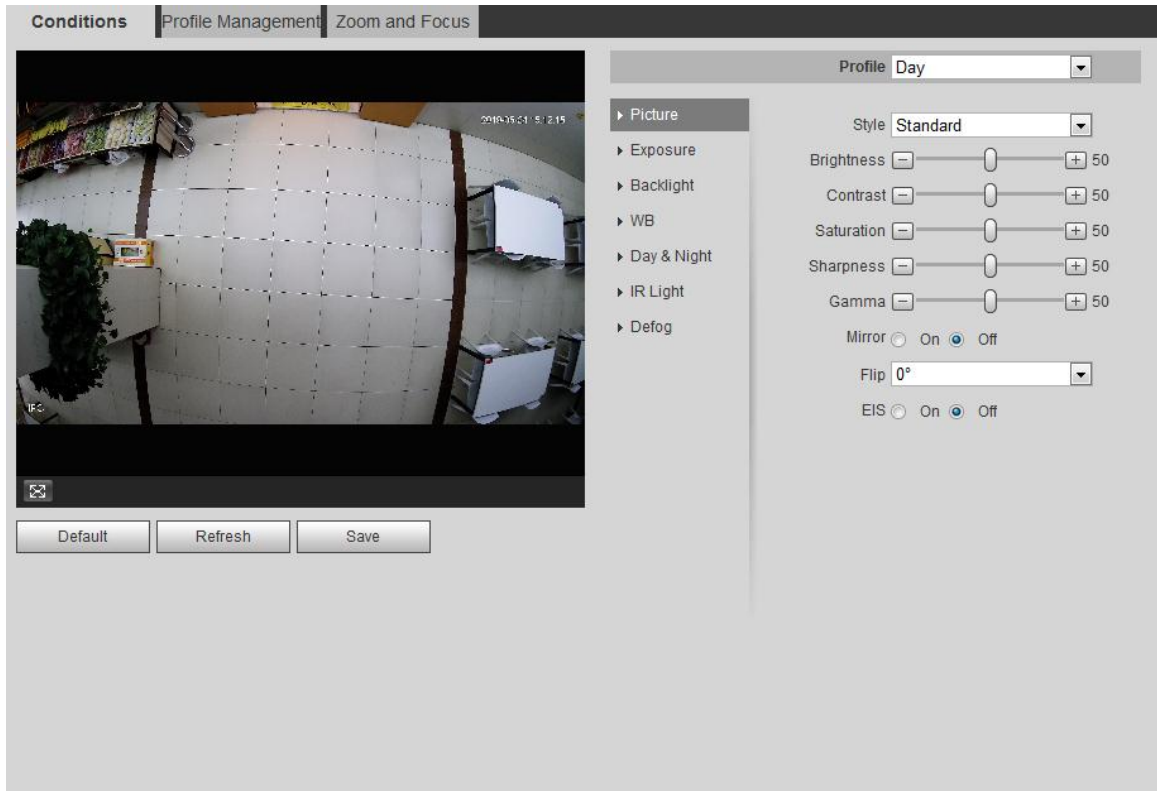 Conditions
Profile Management
Zoom and Focus
Profile Day
Picture
Exposure
Backlight
WB
Day & Night
IR Light
Defog
Style Standard
Brightness 50
Contrast 50
Saturation 50
Sharpness 50
Gamma 50
Mirror On Off
Flip 0°
EIS On Off
IPC
Default
Refresh
Save